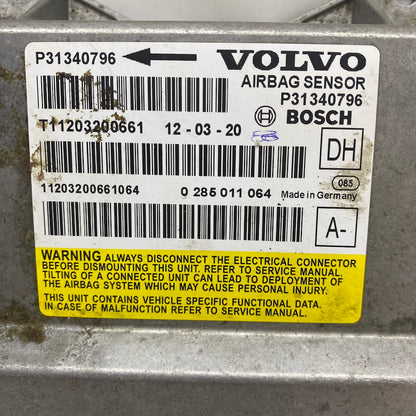 P31340796 VOLVO
AIRBAG SENSOR
P31340796
BOSCH
T11203200661 12-03-20
DH
11203200661064 0 285 011 064 Made in Germany
085
A-
WARNING ALWAYS DISCONNECT THE ELECTRICAL CONNECTOR
BEFORE DISMOUNTING THIS UNIT. REFER TO SERVICE MANUAL.
TILTING OF A CONNECTED UNIT CAN LEAD TO DEPLOYMENT OF
THE AIRBAG SYSTEM WHICH MAY CAUSE PERSONAL INJURY.
THIS UNIT CONTAINS VEHICLE SPECIFIC FUNCTIONAL DATA.
IN CASE OF MALFUNCTION REFER TO SERVICE MANUAL.